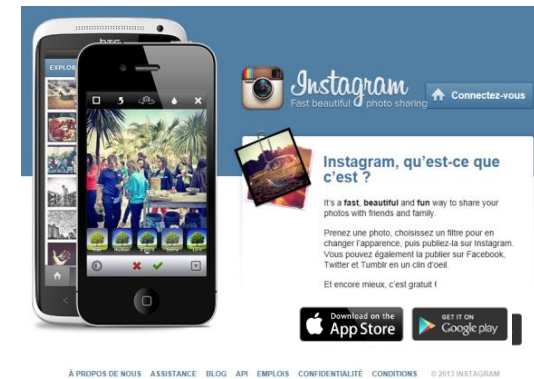 hTC
EXPLOR
Instagram
Fast beautiful photo sharing
Connectez-vous
Instagram, qu'est-ce que
c'est ?
It's a fast, beautiful and fun way to share your
photos with friends and family.
Prenez une photo, choisissez un filtre pour en
changer l'apparence, puis publiez-la sur Instagram.
Vous pouvez également la publier sur Facebook,
Twitter et Tumblr en un clin d'oeil.
Et encore mieux, c'est gratuit !
Download on the
App Store
GET IT ON
Google play
À PROPOS DE NOUS ASSISTANCE BLOG API EMPLOIS CONFIDENTIALITÉ CONDITIONS © 2013 INSTAGRAM